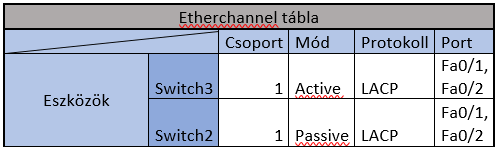 Etherchannel tábla
Csoport Mód Protokoll Port
Eszközök
Switch3 1 Active LACP Fa0/1,
Fa0/2
Switch2 1 Passive LACP Fa0/1,
Fa0/2